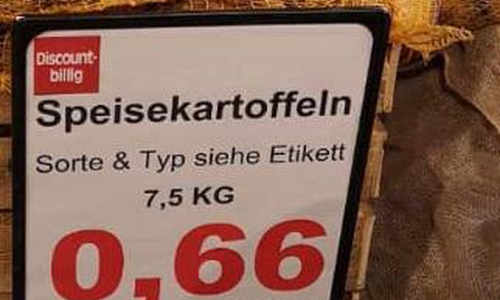 Discount-
billig
Speisekartoffeln
Sorte & Typ siehe Etikett
7,5 KG
0,66